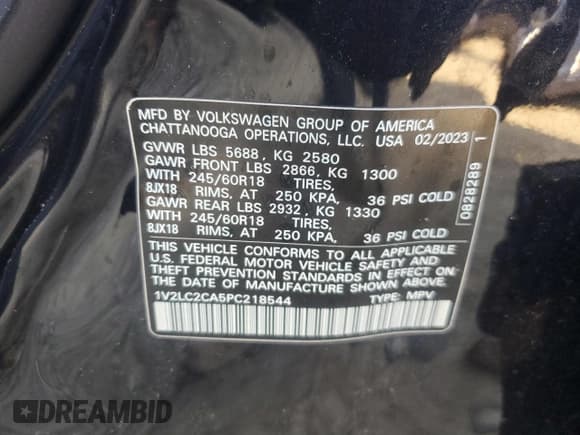 MFD BY VOLKSWAGEN GROUP OF AMERICA
CHATTANOOGA OPERATIONS, LLC. USA 02/2023
GVWR LBS 5688, KG 2580
GAWR FRONT LBS 2866, KG 1300
WITH 245/60R18 TIRES,
8JX18 RIMS, AT 250 KPA, 36 PSI COLD
GAWR REAR LBS 2932, KG 1330
WITH 245/60R18 TIRES,
8JX18 RIMS, AT 250 KPA, 36 PSI COLD
THIS VEHICLE CONFORMS TO ALL APPLICABLE
U.S. FEDERAL MOTOR VEHICLE SAFETY AND
THEFT PREVENTION STANDARDS IN EFFECT ON
THE DATE OF MANUFACTURE SHOWN ABOVE.
1V2LC2CA5PC218544 TYPE: MPV
0828289 1
DREAMBID